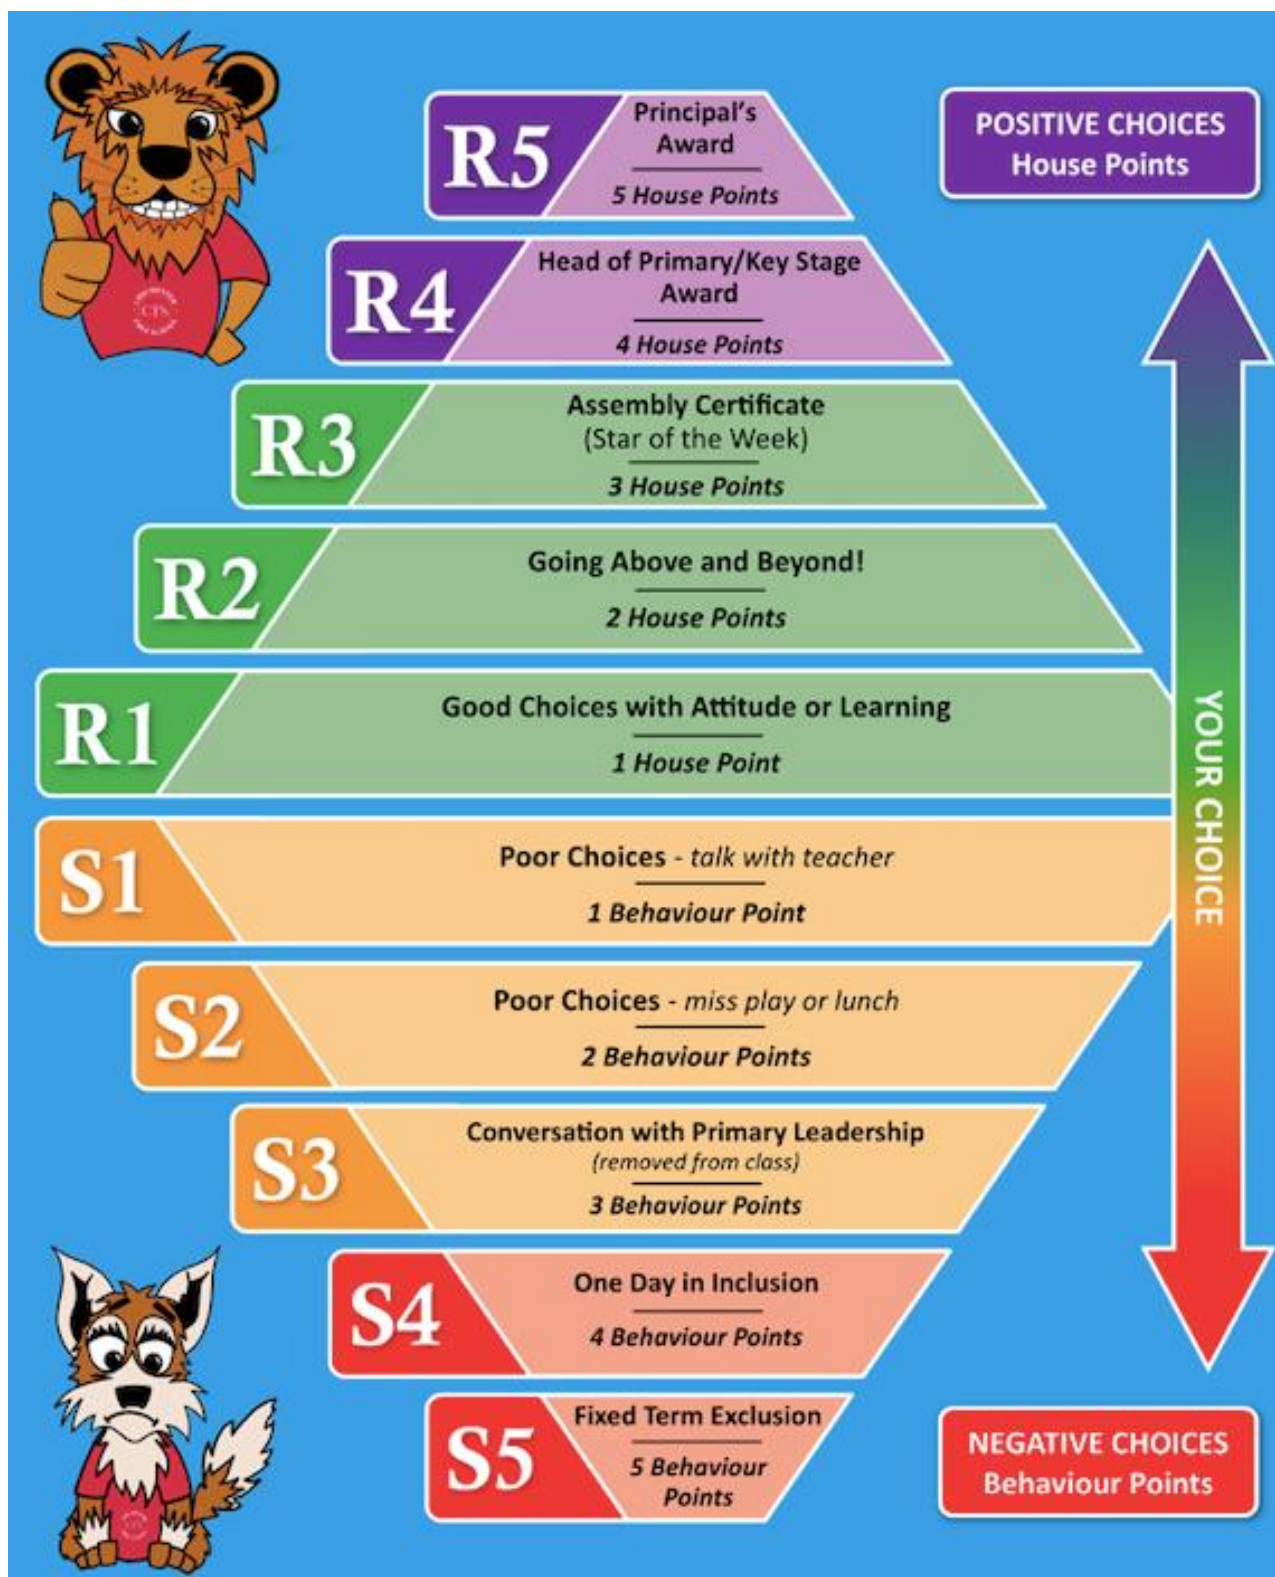 R5
Principal's
Award
5 House Points
POSITIVE CHOICES
House Points
R4
Head of Primary/Key Stage
Award
4 House Points
R3
Assembly Certificate
(Star of the Week)
3 House Points
R2
Going Above and Beyond!
2 House Points
R1
Good Choices with Attitude or Learning
1 House Point
YOUR CHOICE
S1
Poor Choices - talk with teacher
1 Behaviour Point
S2
Poor Choices - miss play or lunch
2 Behaviour Points
S3
Conversation with Primary Leadership
(removed from class)
3 Behaviour Points
S4
One Day in Inclusion
4 Behaviour Points
S5
Fixed Term Exclusion
5 Behaviour
Points
NEGATIVE CHOICES
Behaviour Points